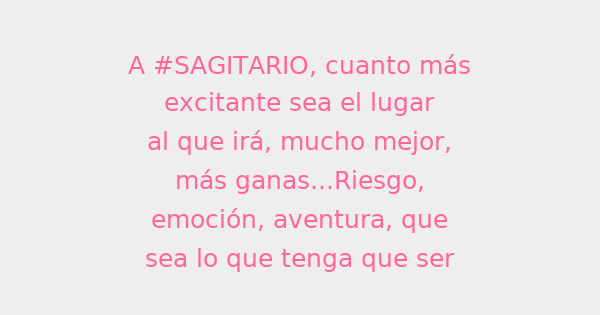 A #SAGITARIO, cuanto más
excitante sea el lugar
al que irá, mucho mejor,
más ganas...Riesgo,
emoción, aventura, que
sea lo que tenga que ser